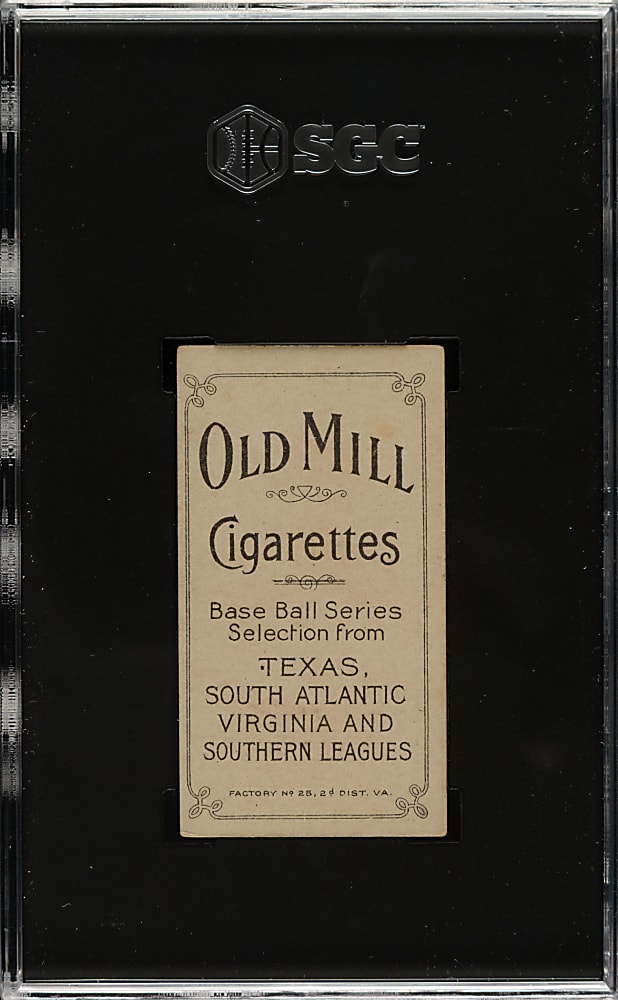 SGC
OLD MILL
Cigarettes
Base Ball Series
Selection from
TEXAS,
SOUTH ATLANTIC
VIRGINIA AND
SOUTHERN LEAGUES
FACTORY Nº 25, 2d DIST. VA.